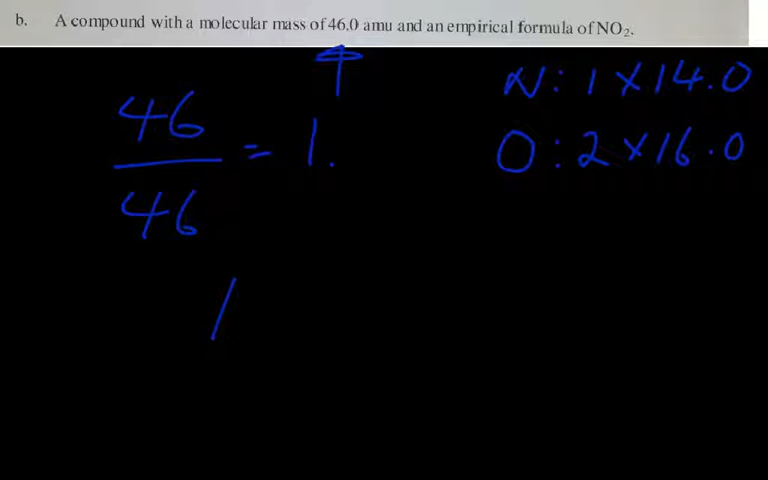 b. A compound with a molecular mass of 46.0 amu and an empirical formula of NO₂.
N: 1 × 14.0
46
= 1.
O: 2 × 16.0
46
/